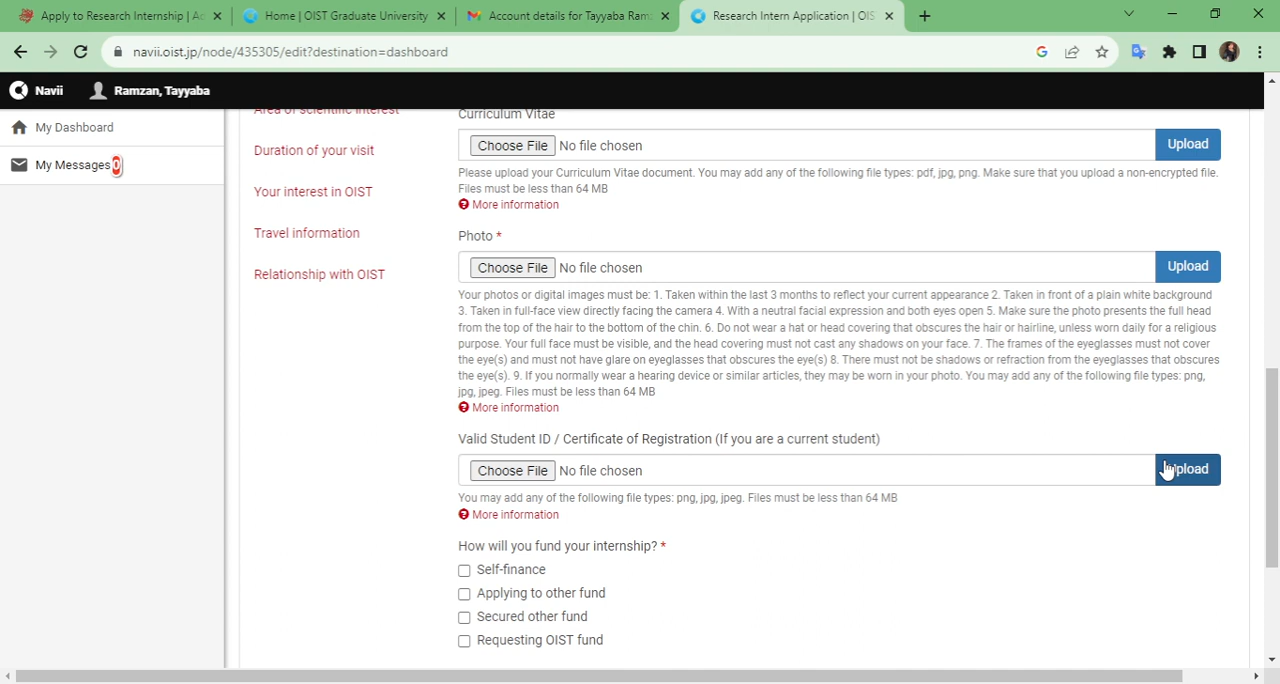 Apply to Research Internship | A
Home | OIST Graduate University
Account details for Tayyaba Ram
Research Intern Application | OIS
navii.oist.jp/node/435305/edit?destination=dashboard
Navii
Ramzan, Tayyaba
My Dashboard
My Messages 0
Area of scientific interest
Duration of your visit
Your interest in OIST
Travel information
Relationship with OIST
Curriculum Vitae
Choose File No file chosen
Upload
Please upload your Curriculum Vitae document. You may add any of the following file types: pdf, jpg, png. Make sure that you upload a non-encrypted file.
Files must be less than 64 MB
More information
Photo *
Choose File No file chosen
Upload
Your photos or digital images must be: 1. Taken within the last 3 months to reflect your current appearance 2. Taken in front of a plain white background
3. Taken in full-face view directly facing the camera 4. With a neutral facial expression and both eyes open 5. Make sure the photo presents the full head
from the top of the hair to the bottom of the chin. 6. Do not wear a hat or head covering that obscures the hair or hairline, unless worn daily for a religious
purpose. Your full face must be visible, and the head covering must not cast any shadows on your face. 7. The frames of the eyeglasses must not cover
the eye(s) and must not have glare on eyeglasses that obscures the eye(s) 8. There must not be shadows or refraction from the eyeglasses that obscures
the eye(s). 9. If you normally wear a hearing device or similar articles, they may be worn in your photo. You may add any of the following file types: png,
jpg, jpeg. Files must be less than 64 MB
More information
Valid Student ID / Certificate of Registration (If you are a current student)
Choose File No file chosen
Upload
You may add any of the following file types: png, jpg, jpeg. Files must be less than 64 MB
More information
How will you fund your internship? *
Self-finance
Applying to other fund
Secured other fund
Requesting OIST fund